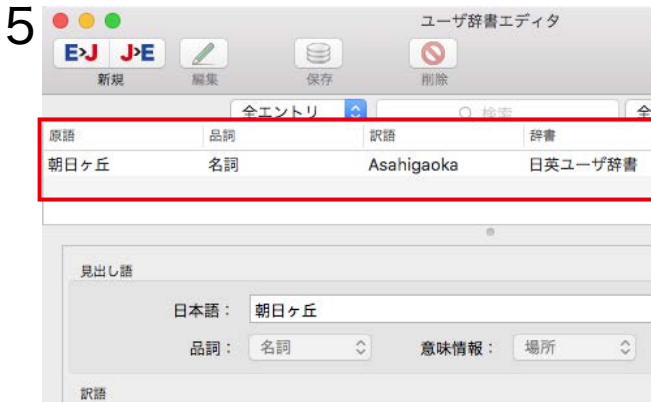 5
ユーザ辞書エディタ
E>J J>E
新規 編集 保存 削除
全エントリ 検索 全
原語 品詞 訳語 辞書
朝日ヶ丘 名詞 Asahigaoka 日英ユーザ辞書
見出し語
日本語： 朝日ヶ丘
品詞： 名詞 意味情報： 場所
訳語